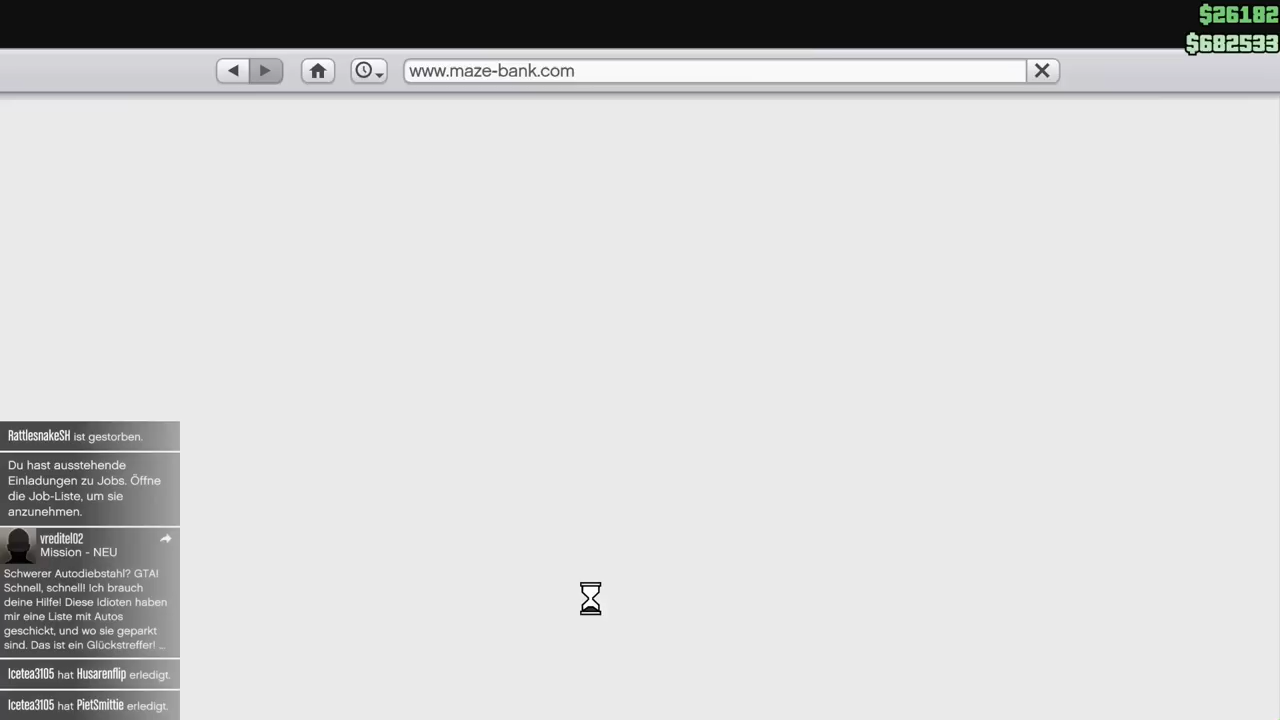 $26182
$682533
www.maze-bank.com
RattlesnakeSH ist gestorben.
Du hast ausstehende
Einladungen zu Jobs. Öffne
die Job-Liste, um sie
anzunehmen.
vreditel02
Mission - NEU
Schwerer Autodiebstahl? GTA!
Schnell, schnell! Ich brauch
deine Hilfe! Diese Idioten haben
mir eine Liste mit Autos
geschickt, und wo sie geparkt
sind. Das ist ein Glückstreffer! ...
Icetea3105 hat Husarenflip erledigt.
Icetea3105 hat PietSmittie erledigt.